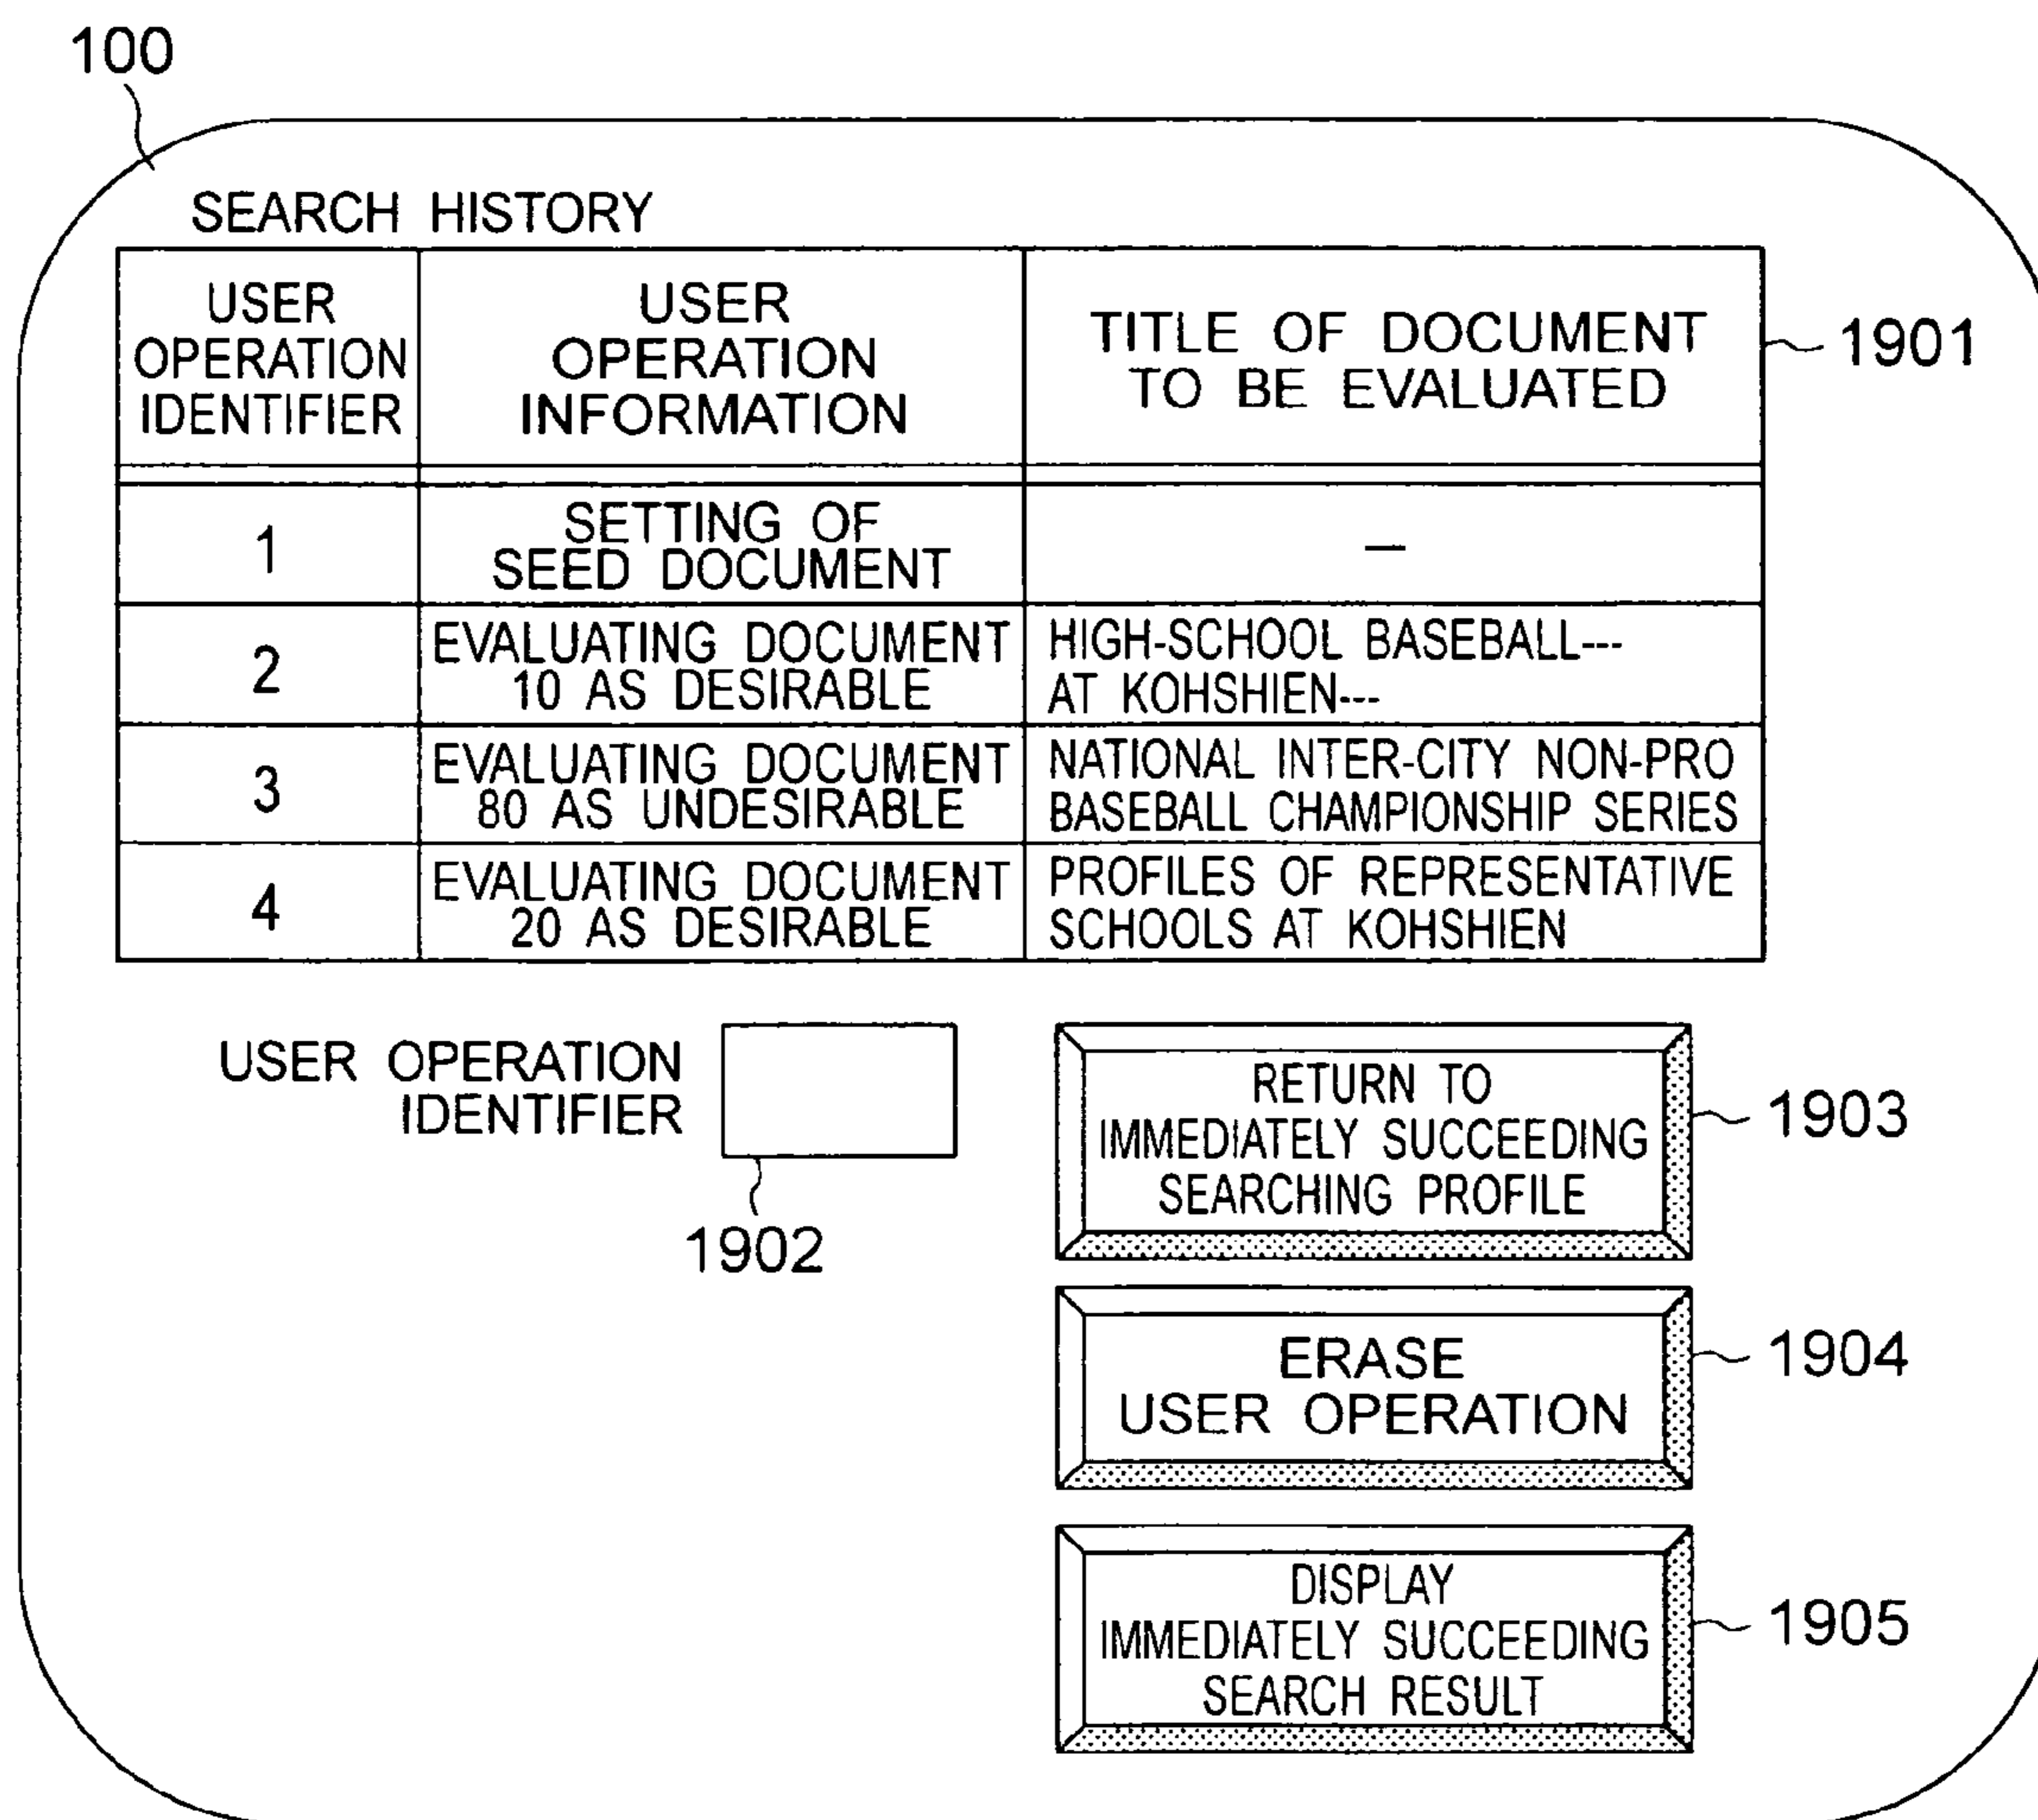 100
SEARCH HISTORY
USER
OPERATION
IDENTIFIER
USER
OPERATION
INFORMATION
TITLE OF DOCUMENT
TO BE EVALUATED
1901
1
SETTING OF
SEED DOCUMENT
—
2
EVALUATING DOCUMENT
10 AS DESIRABLE
HIGH-SCHOOL BASEBALL---
AT KOHSHIEN---
3
EVALUATING DOCUMENT
80 AS UNDESIRABLE
NATIONAL INTER-CITY NON-PRO
BASEBALL CHAMPIONSHIP SERIES
4
EVALUATING DOCUMENT
20 AS DESIRABLE
PROFILES OF REPRESENTATIVE
SCHOOLS AT KOHSHIEN
USER OPERATION
IDENTIFIER
1902
RETURN TO
IMMEDIATELY SUCCEEDING
SEARCHING PROFILE
1903
ERASE
USER OPERATION
1904
DISPLAY
IMMEDIATELY SUCCEEDING
SEARCH RESULT
1905